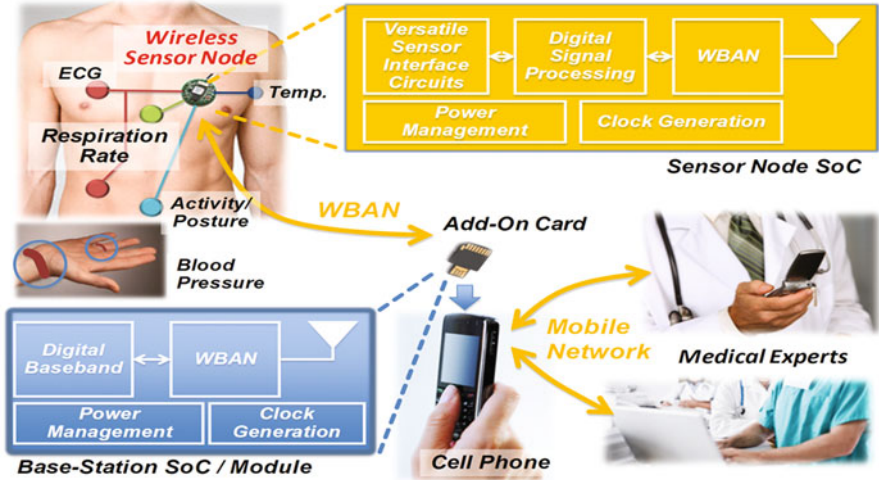 Wireless
Sensor Node
ECG
Temp.
Respiration
Rate
Activity/
Posture
Blood
Pressure
Versatile
Sensor
Interface
Circuits
Digital
Signal
Processing
WBAN
Power
Management
Clock Generation
Sensor Node SoC
WBAN
Add-On Card
Mobile
Network
Medical Experts
Cell Phone
Digital
Baseband
WBAN
Power
Management
Clock
Generation
Base-Station SoC / Module